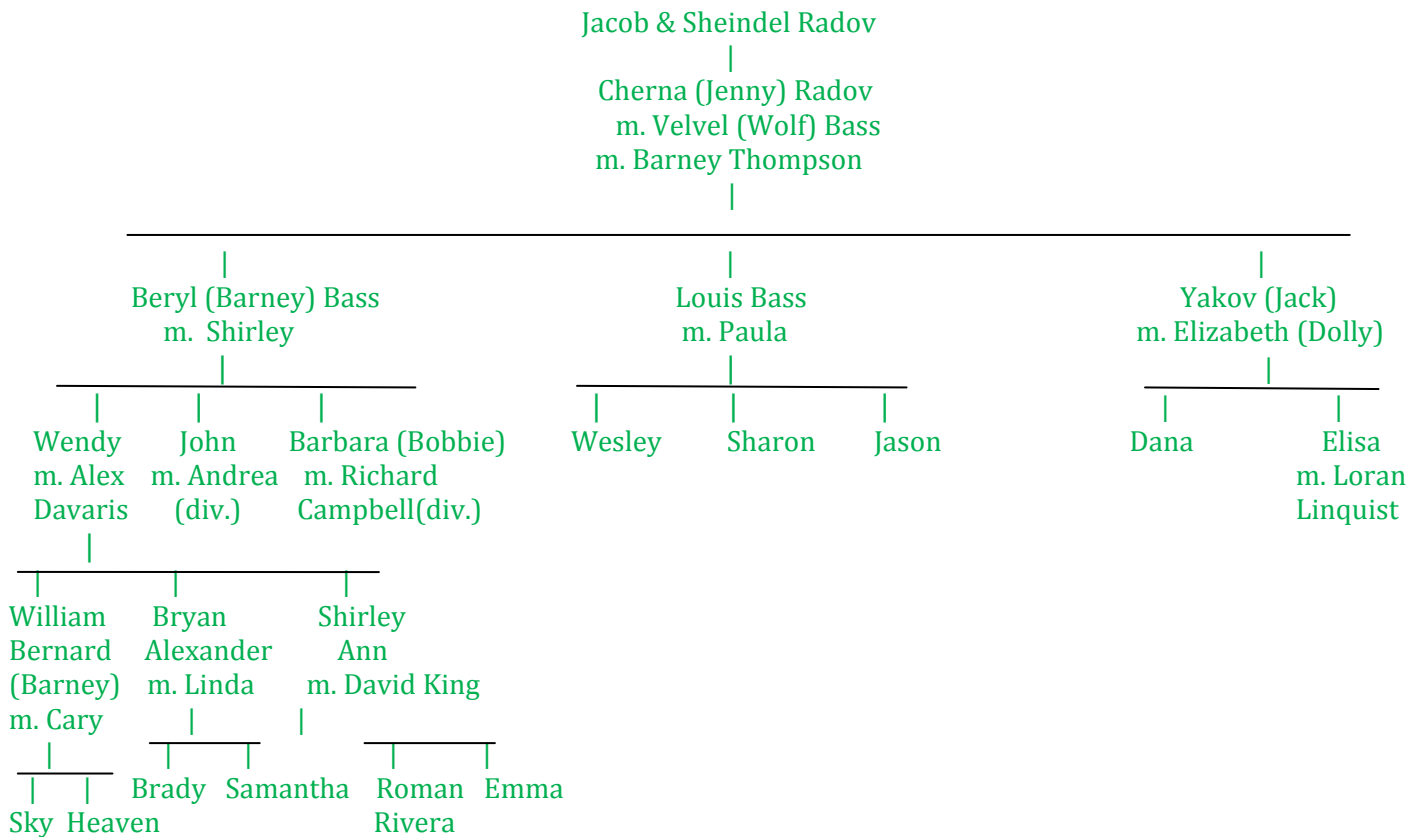 Jacob & Sheindel Radov
Cherna (Jenny) Radov
m. Velvel (Wolf) Bass
m. Barney Thompson
Beryl (Barney) Bass
m. Shirley
Louis Bass
m. Paula
Yakov (Jack)
m. Elizabeth (Dolly)
Wendy
m. Alex
Davaris
John
m. Andrea
(div.)
Barbara (Bobbie)
m. Richard
Campbell(div.)
Wesley
Sharon
Jason
Dana
Elisa
m. Loran
Linquist
William
Bernard
(Barney)
m. Cary
Bryan
Alexander
m. Linda
Shirley
Ann
m. David King
Sky
Heaven
Brady
Samantha
Roman
Rivera
Emma